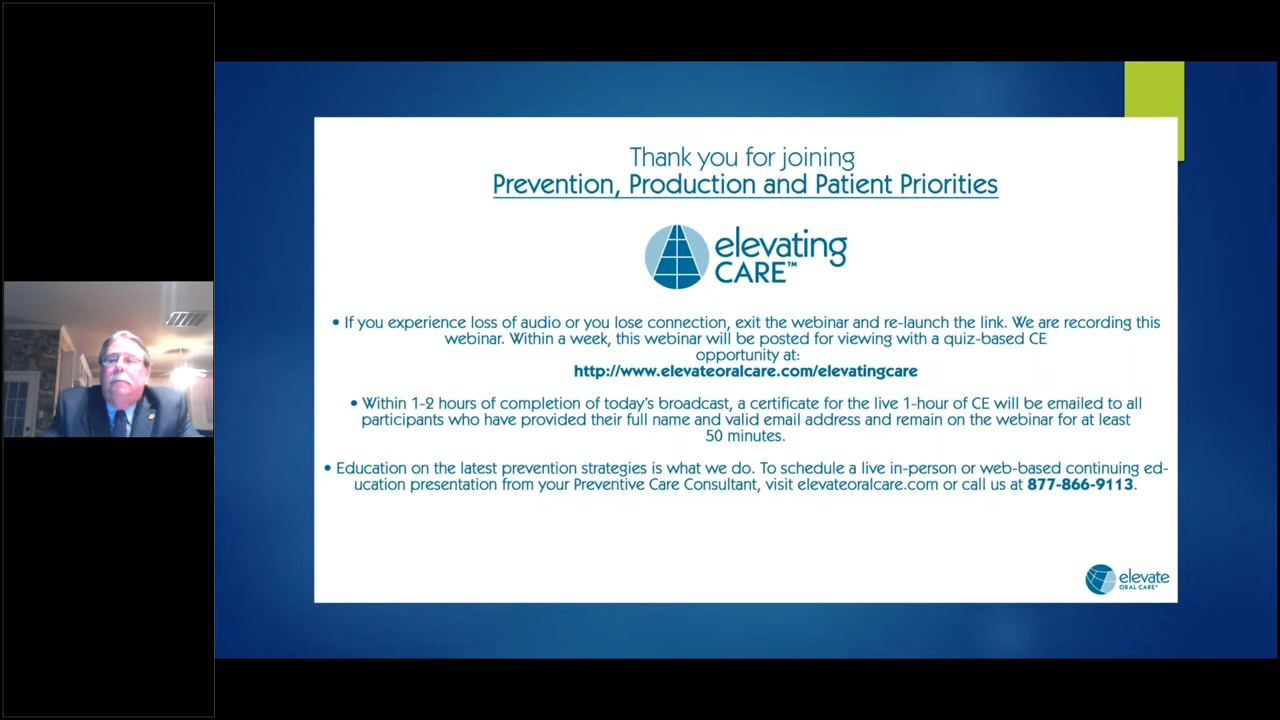 Thank you for joining
Prevention, Production and Patient Priorities
elevating
CARE™
• If you experience loss of audio or you lose connection, exit the webinar and re-launch the link. We are recording this
webinar. Within a week, this webinar will be posted for viewing with a quiz-based CE
opportunity at:
http://www.elevateoralcare.com/elevatingcare
• Within 1-2 hours of completion of today's broadcast, a certificate for the live 1-hour of CE will be emailed to all
participants who have provided their full name and valid email address and remain on the webinar for at least
50 minutes.
• Education on the latest prevention strategies is what we do. To schedule a live in-person or web-based continuing ed-
ucation presentation from your Preventive Care Consultant, visit elevateoralcare.com or call us at 877-866-9113.
elevate
ORAL CARE®